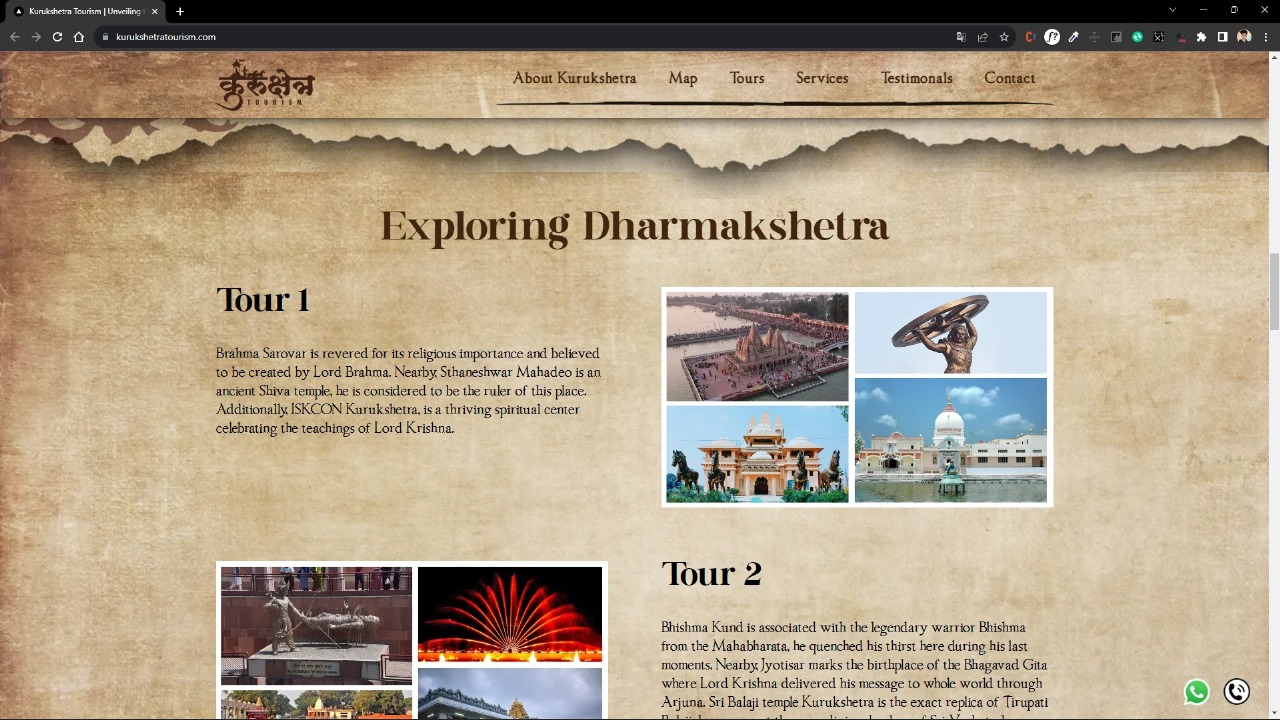 Kurukshetra Tourism | Unveiling t
kurukshetratourism.com
कुरुक्षेत्र
TOURISM
About Kurukshetra
Map
Tours
Services
Testimonals
Contact
Exploring Dharmakshetra
Tour 1
Brahma Sarovar is revered for its religious importance and believed
to be created by Lord Brahma. Nearby, Sthaneshwar Mahadeo is an
ancient Shiva temple, he is considered to be the ruler of this place.
Additionally, ISKCON Kurukshetra, is a thriving spiritual center
celebrating the teachings of Lord Krishna.
Tour 2
Bhishma Kund is associated with the legendary warrior Bhishma
from the Mahabharata, he quenched his thirst here during his last
moments. Nearby, Jyotisar marks the birthplace of the Bhagavad Gita
where Lord Krishna delivered his message to whole world through
Arjuna. Sri Balaji temple Kurukshetra is the exact replica of Tirupati